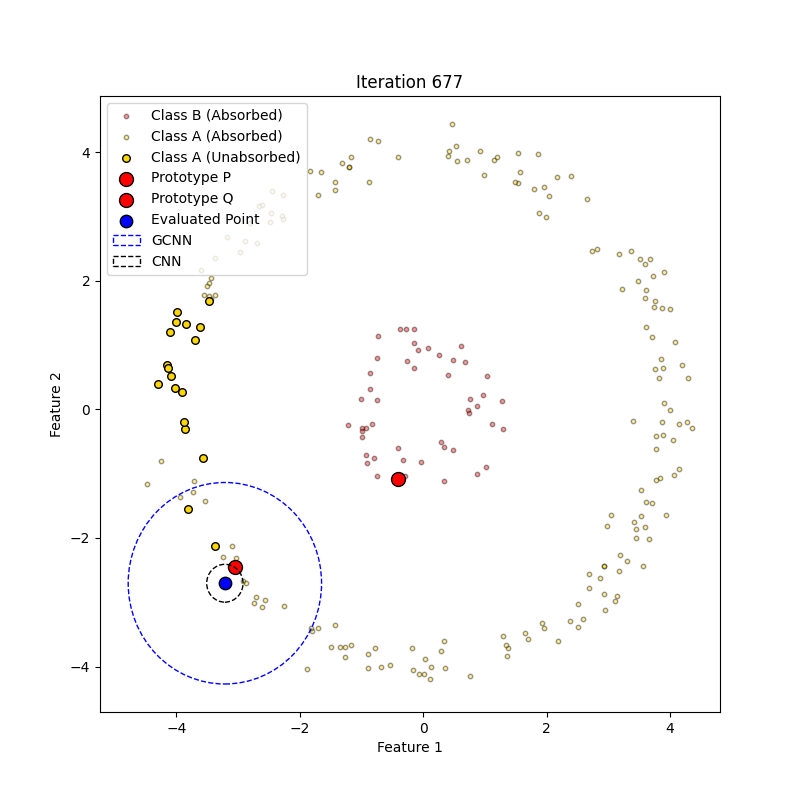 Iteration 677
Class B (Absorbed)
Class A (Absorbed)
Class A (Unabsorbed)
Prototype P
Prototype Q
Evaluated Point
GCNN
CNN
4
2
0
−2
−4
Feature 2
−4 −2 0 2 4
Feature 1